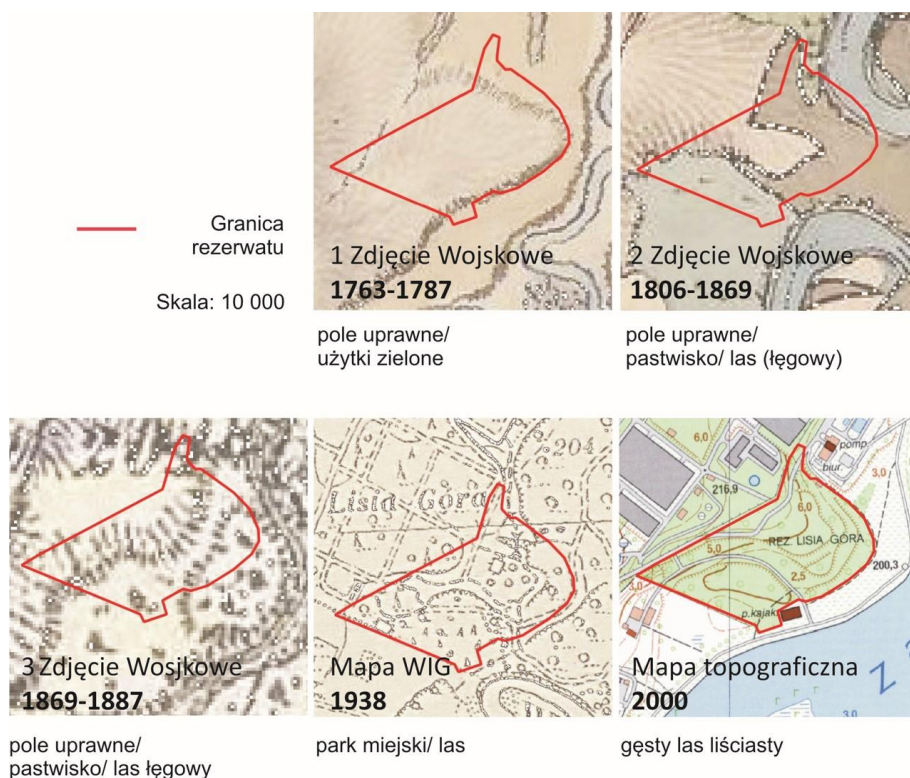 Granica
rezerwatu
Skala: 10 000
1 Zdjęcie Wojskowe
1763-1787
pole uprawne/
użytki zielone
2 Zdjęcie Wojskowe
1806-1869
pole uprawne/
pastwisko/ las (łęgowy)
3 Zdjęcie Wosjkowe
1869-1887
pole uprawne/
pastwisko/ las łęgowy
204
Lisia Góra
Mapa WIG
1938
park miejski/ las
6,0
pomp.
biur.
3,0
216,9
6,0
REZ. LISIA GÓRA
5,0
200,3
2,5
3,0
p.kajak.
Mapa topograficzna
2000
Z
3,0
gęsty las liściasty